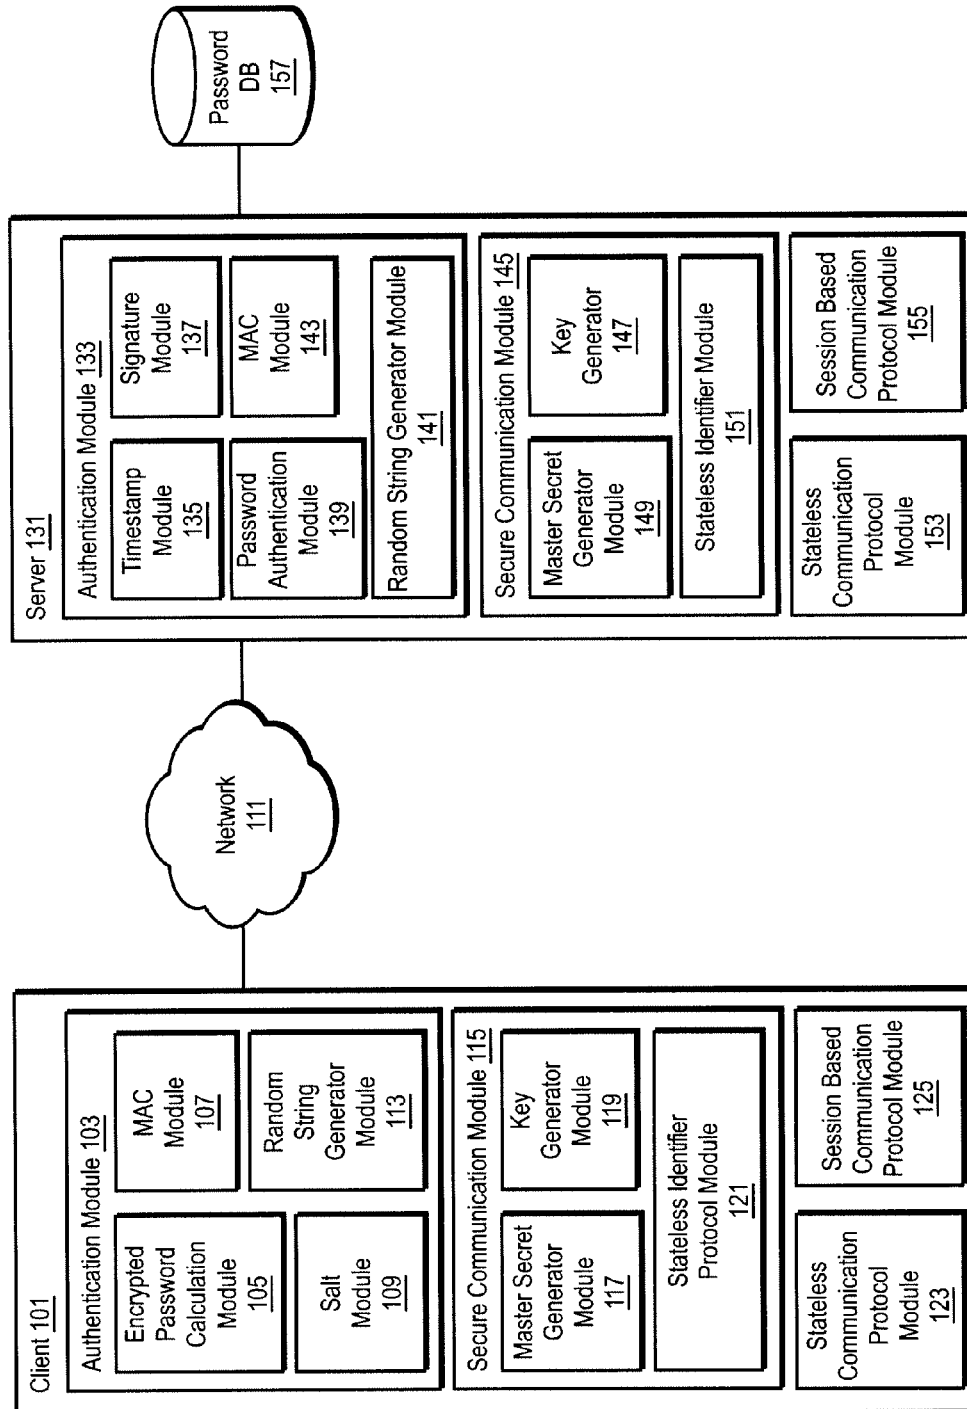 Client 101
Authentication Module 103
Encrypted
Password
Calculation
Module
105
MAC
Module
107
Salt
Module
109
Random
String
Generator
Module
113
Secure Communication Module 115
Master Secret
Generator
Module
117
Key
Generator
Module
119
Stateless Identifier
Protocol Module
121
Stateless
Communication
Protocol
Module
123
Session Based
Communication
Protocol Module
125
Network
111
Server 131
Authentication Module 133
Timestamp
Module
135
Signature
Module
137
Password
Authentication
Module
139
MAC
Module
143
Random String Generator Module
141
Secure Communication Module 145
Master Secret
Generator
Module
149
Key
Generator
147
Stateless Identifier Module
151
Stateless
Communication
Protocol
Module
153
Session Based
Communication
Protocol Module
155
Password
DB
157